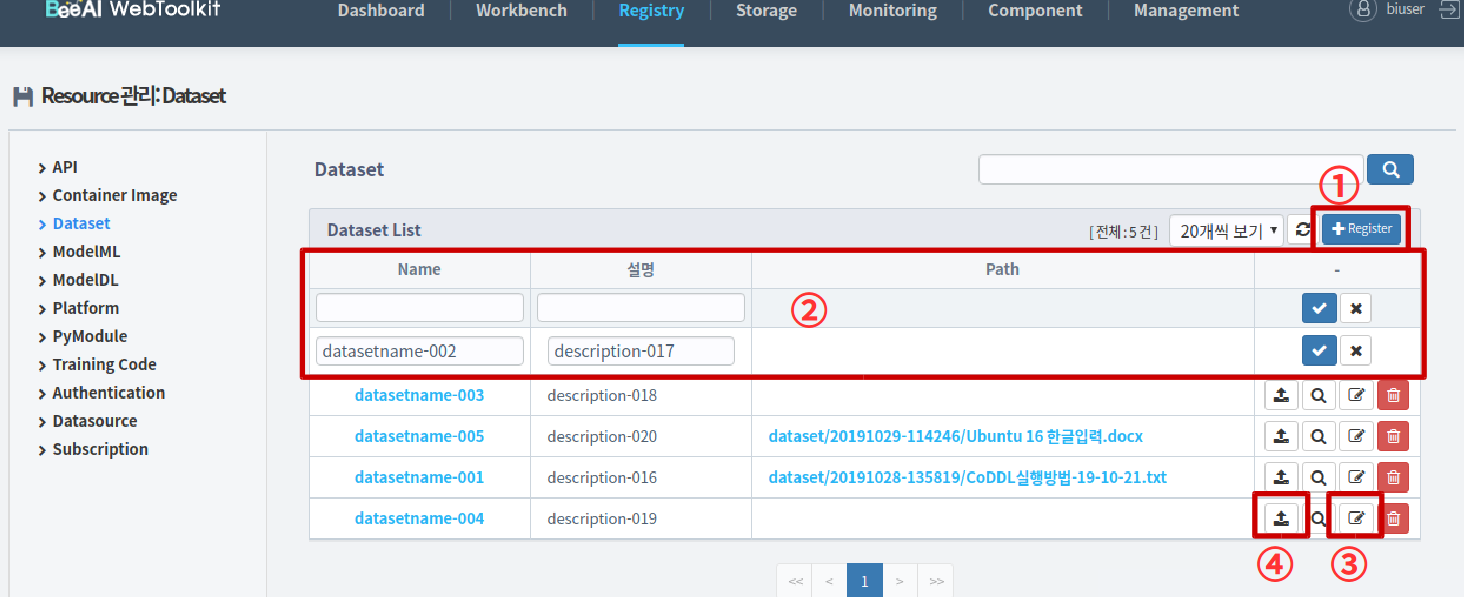 BeeAI WebToolkit Dashboard Workbench Registry Storage Monitoring Component Management biuser
Resource 관리: Dataset
API
Container Image
Dataset
ModelML
ModelDL
Platform
PyModule
Training Code
Authentication
Datasource
Subscription
Dataset
①
Dataset List [전체 : 5 건] 20개씩 보기 Register
Name 설명 Path -
②
datasetname-002 description-017
datasetname-003 description-018
datasetname-005 description-020 dataset/20191029-114246/Ubuntu 16 한글입력.docx
datasetname-001 description-016 dataset/20191028-135819/CoDDL실행방법-19-10-21.txt
datasetname-004 description-019
④ ③
<< < 1 > >>